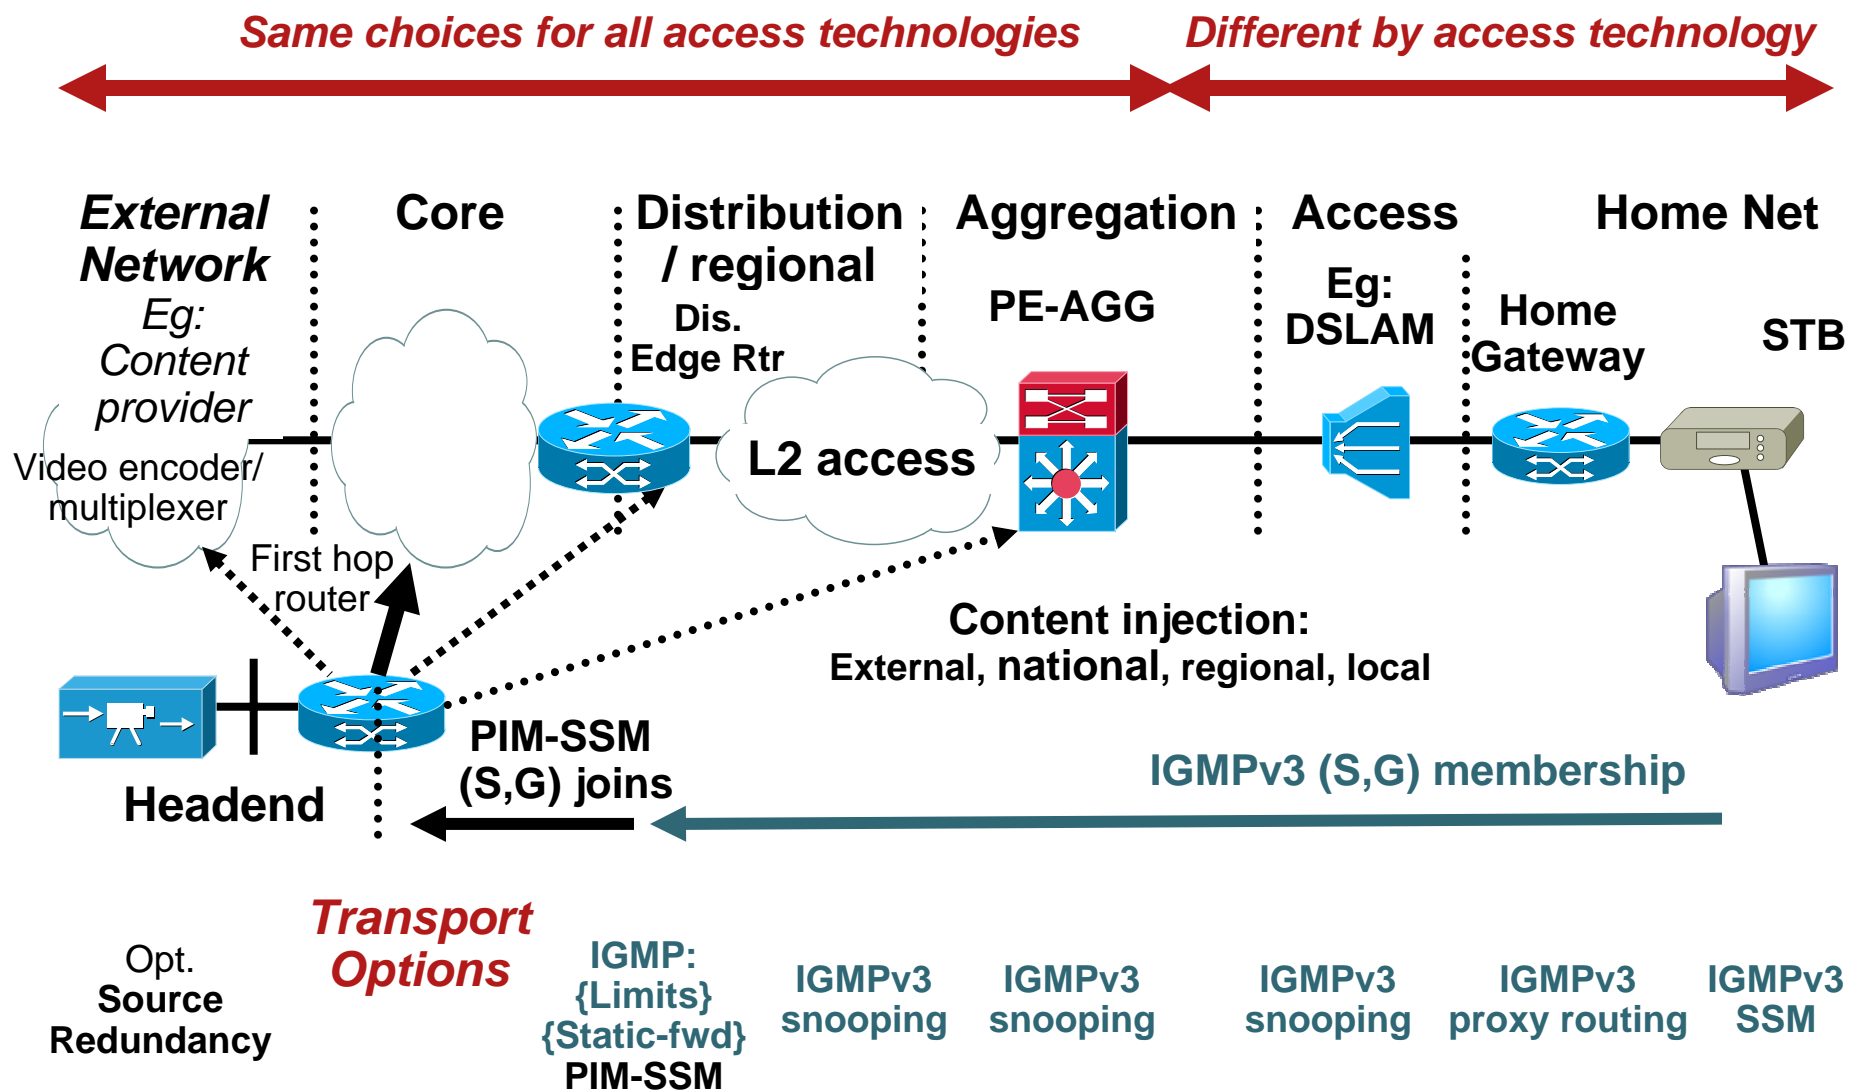 Same choices for all access technologies
Different by access technology
External
Network
Eg:
Content
provider
Video encoder/
multiplexer
Core
Distribution
/ regional
Dis.
Edge Rtr
L2 access
Aggregation
PE-AGG
Access
Eg:
DSLAM
Home Net
Home
Gateway
STB
First hop
router
Content injection:
External, national, regional, local
Headend
PIM-SSM
(S,G) joins
IGMPv3 (S,G) membership
Opt.
Source
Redundancy
Transport
Options
IGMP:
{Limits}
{Static-fwd}
PIM-SSM
IGMPv3
snooping
IGMPv3
snooping
IGMPv3
snooping
IGMPv3
proxy routing
IGMPv3
SSM